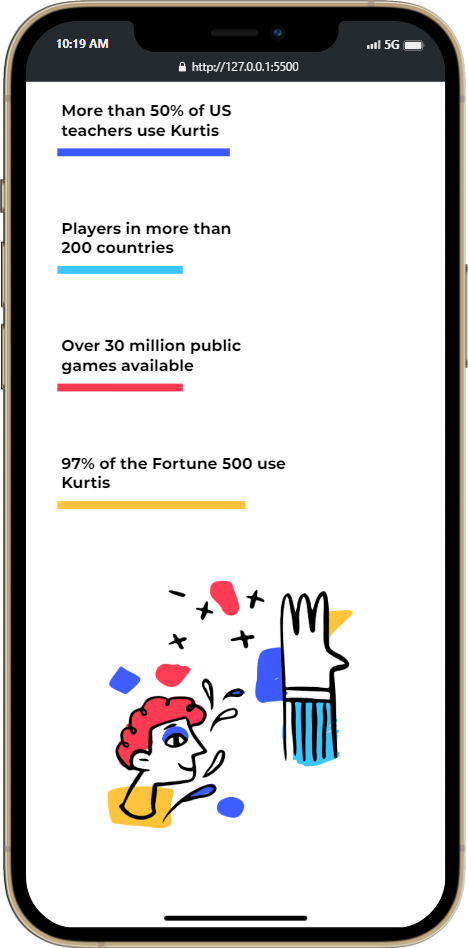 10:19 AM
5G
http://127.0.0.1:5500
More than 50% of US
teachers use Kurtis
Players in more than
200 countries
Over 30 million public
games available
97% of the Fortune 500 use
Kurtis